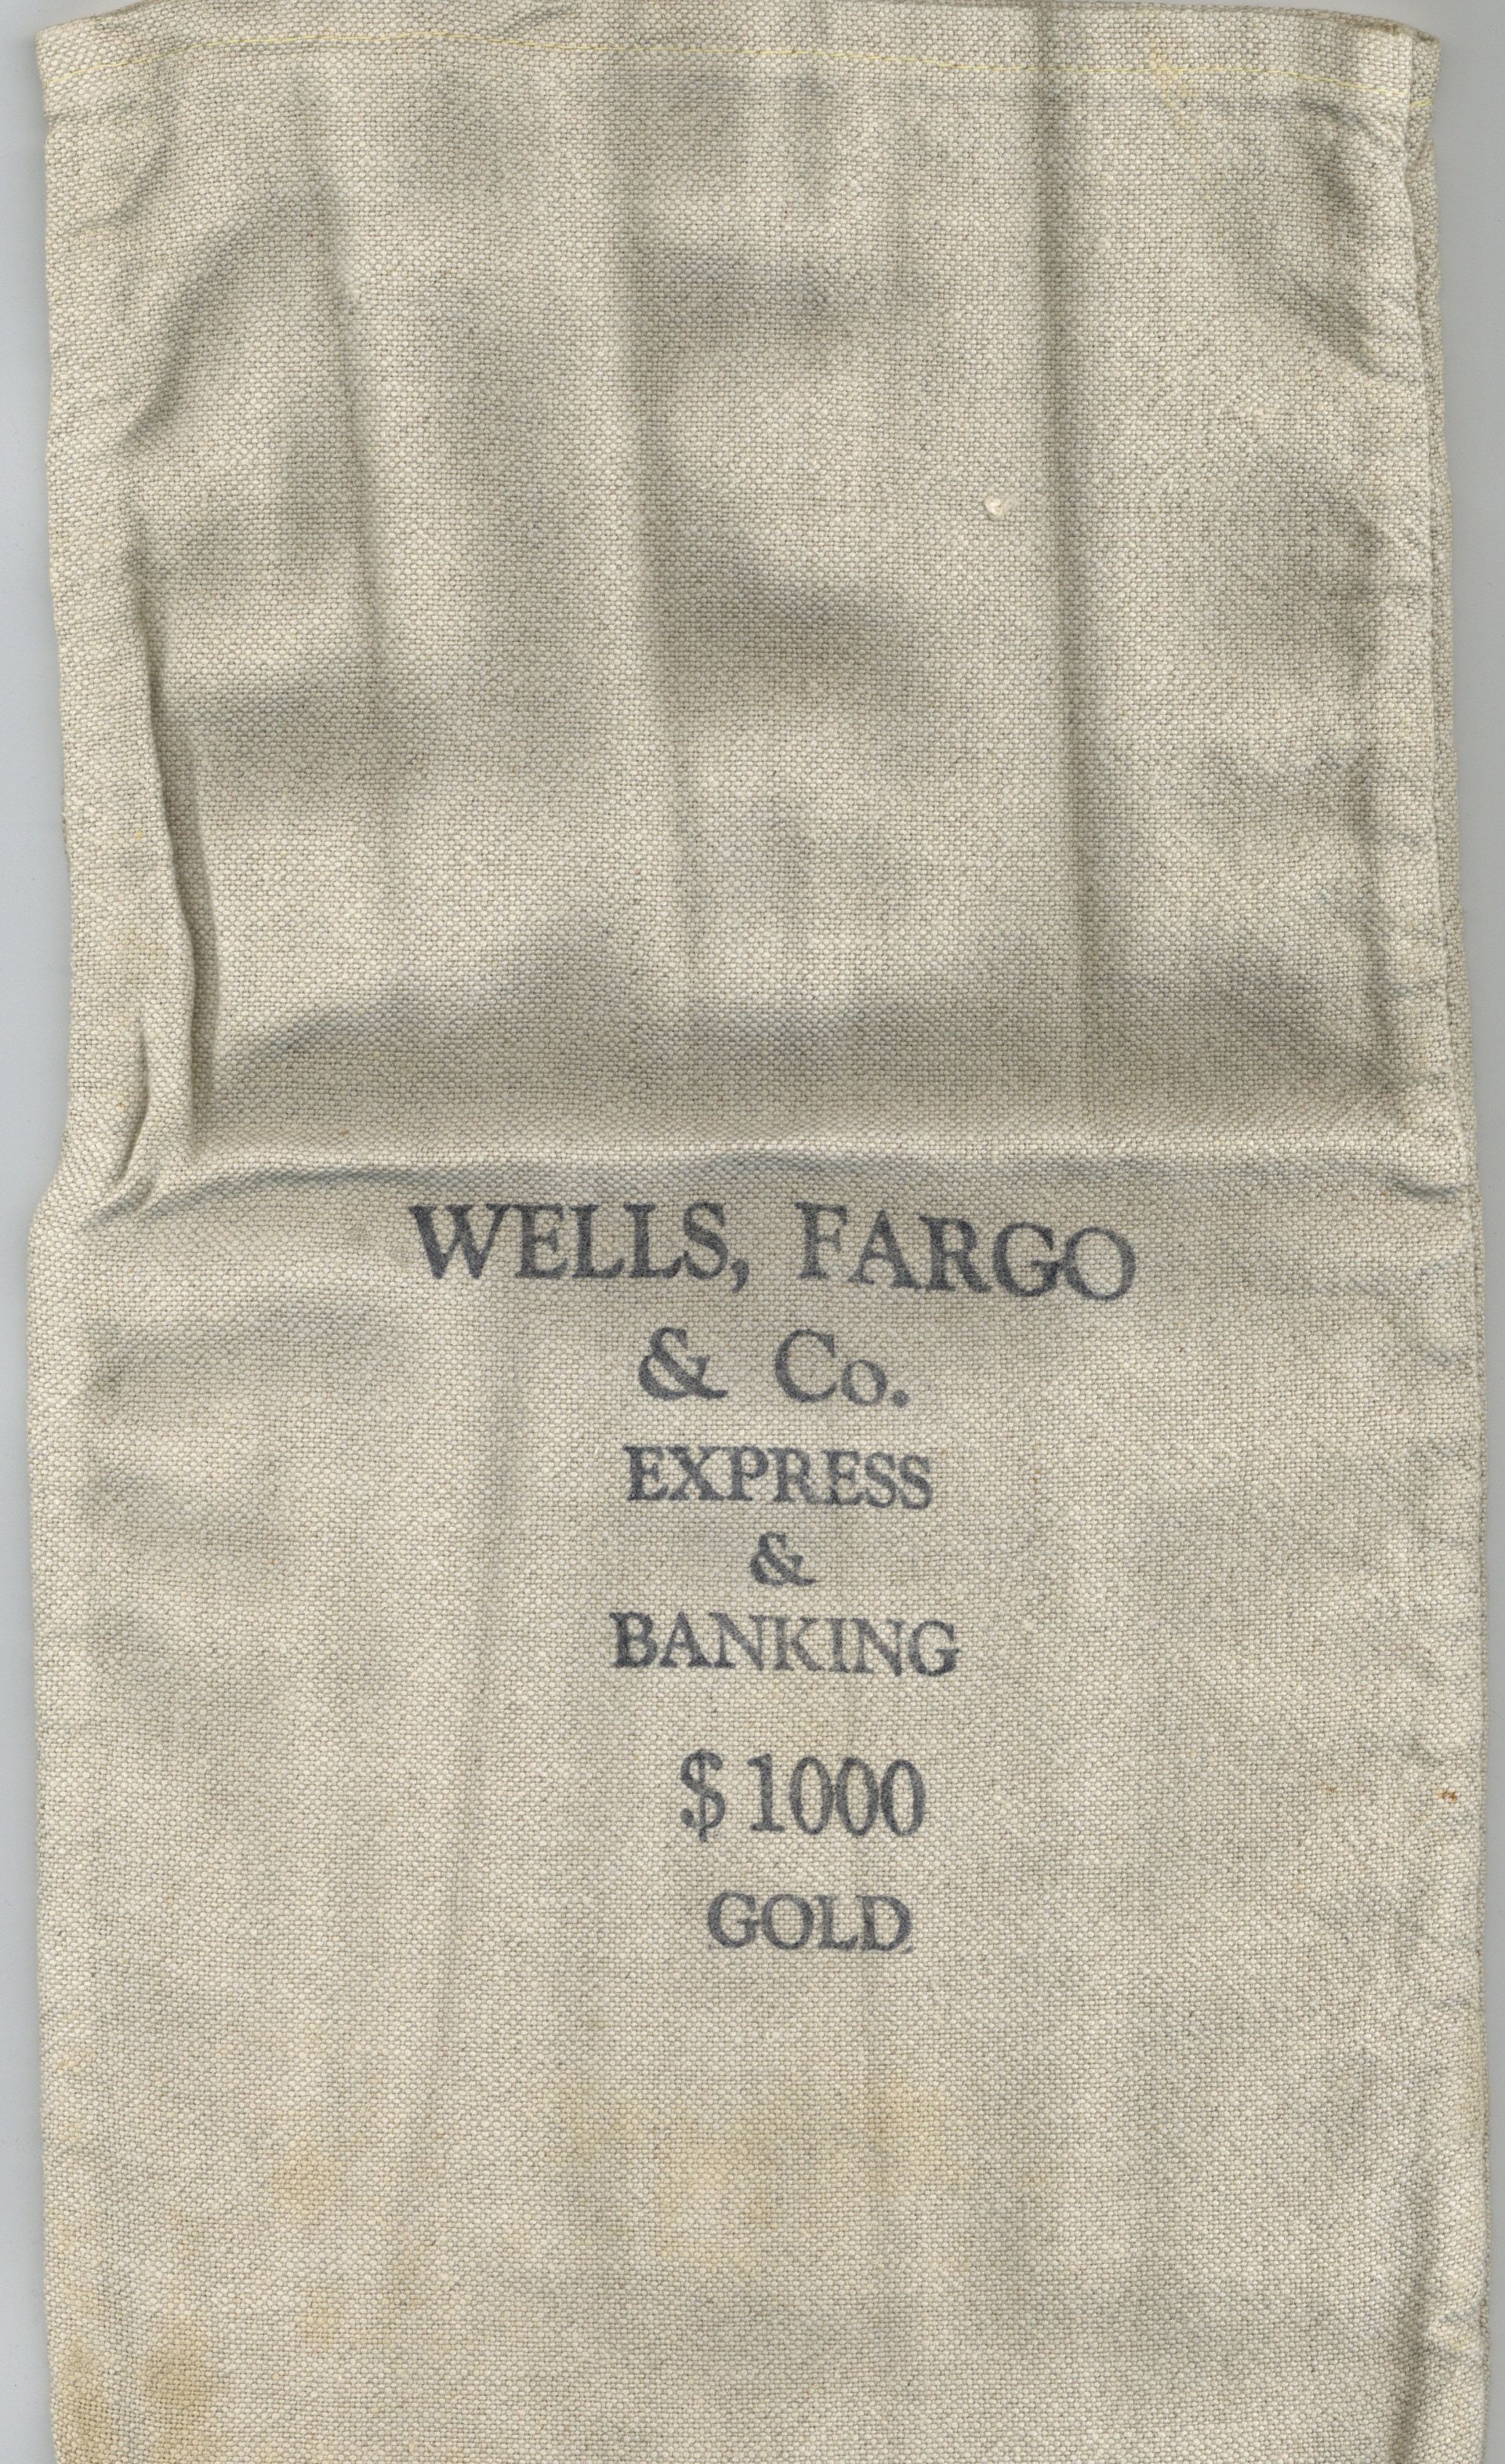 WELLS, FARGO
& Co.
EXPRESS
&
BANKING
$1000
GOLD